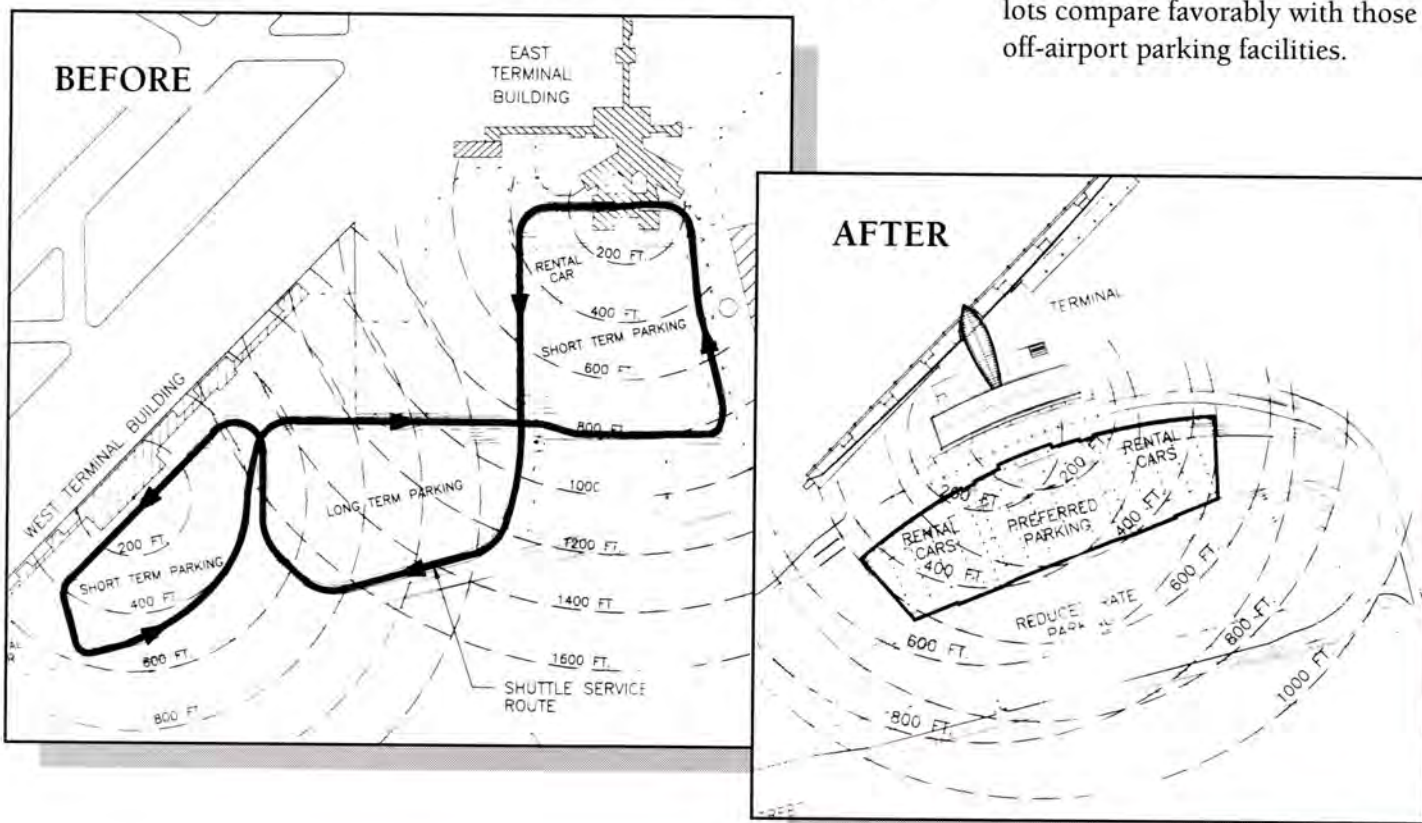 lots compare favorably with those
off-airport parking facilities.
BEFORE
EAST
TERMINAL
BUILDING
RENTAL
CAR
200 FT.
400 FT.
SHORT TERM PARKING
600 F
800 FT
1000
1200 FT.
1400 FT.
1600 FT.
WEST TERMINAL BUILDING
LONG TERM PARKING
200 FT.
SHORT TERM PARKING
400 FT.
600 FT.
800 FT
SHUTTLE SERVICE
ROUTE
AFTER
TERMINAL
RENTAL
CARS
200
200 FT.
PREFERRED
PARKING
400 FT.
RENTAL
CARS
400 FT.
REDUCED RATE
600 FT.
600 FT.
800 FT.
800 FT.
1000 FT.